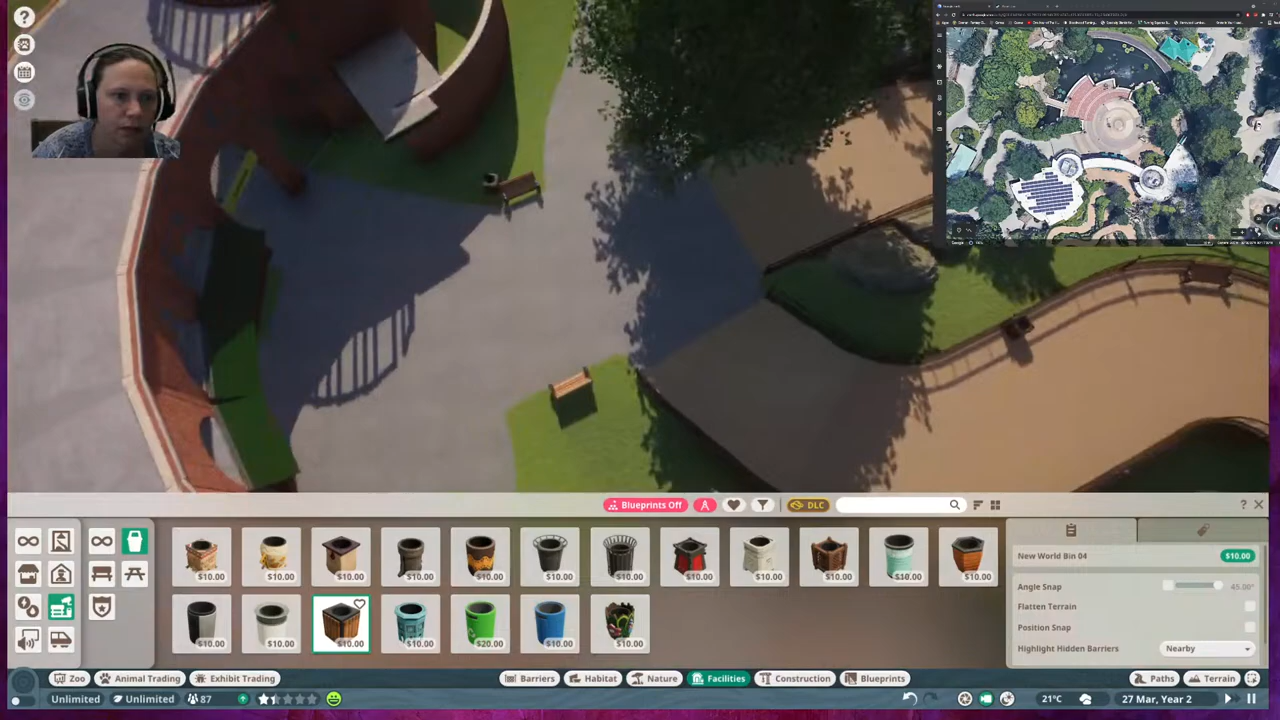 ?
Blueprints Off
DLC
?
$10.00 $10.00 $10.00 $10.00 $10.00 $10.00 $10.00 $10.00 $10.00 $10.00 $10.00 $10.00
$10.00 $10.00 $10.00 $10.00 $20.00 $10.00 $10.00
New World Bin 04 $10.00
Angle Snap 45.00°
Flatten Terrain
Position Snap
Highlight Hidden Barriers Nearby
Zoo Animal Trading Exhibit Trading Barriers Habitat Nature Facilities Construction Blueprints Paths Terrain
Unlimited Unlimited 87 21°C 27 Mar, Year 2